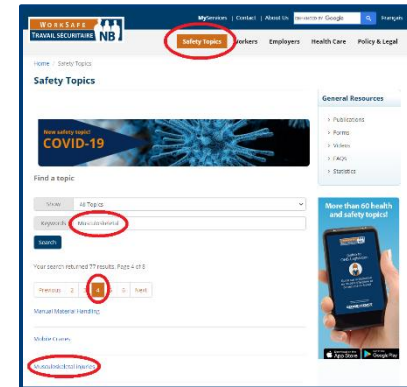 WORKSAFE
TRAVAIL SÉCURITAIRE NB
MyServices | Contact | About Us
Google
Français
Safety Topics
Workers
Employers
Health Care
Policy & Legal
Home / Safety Topics
Safety Topics
General Resources
> Publications
> Forms
> Videos
> FAQS
> Statistics
New safety topic!
COVID-19
Find a topic
Show
All Topics
Keywords
Musculoskeletal
Search
Your search returned 77 results. Page 4 of 8
Previous 2 4 6 Next
Manual Material Handling
Mobile Cranes
Musculoskeletal Injuries
More than 60 health
and safety topics!
App Store
Google Play